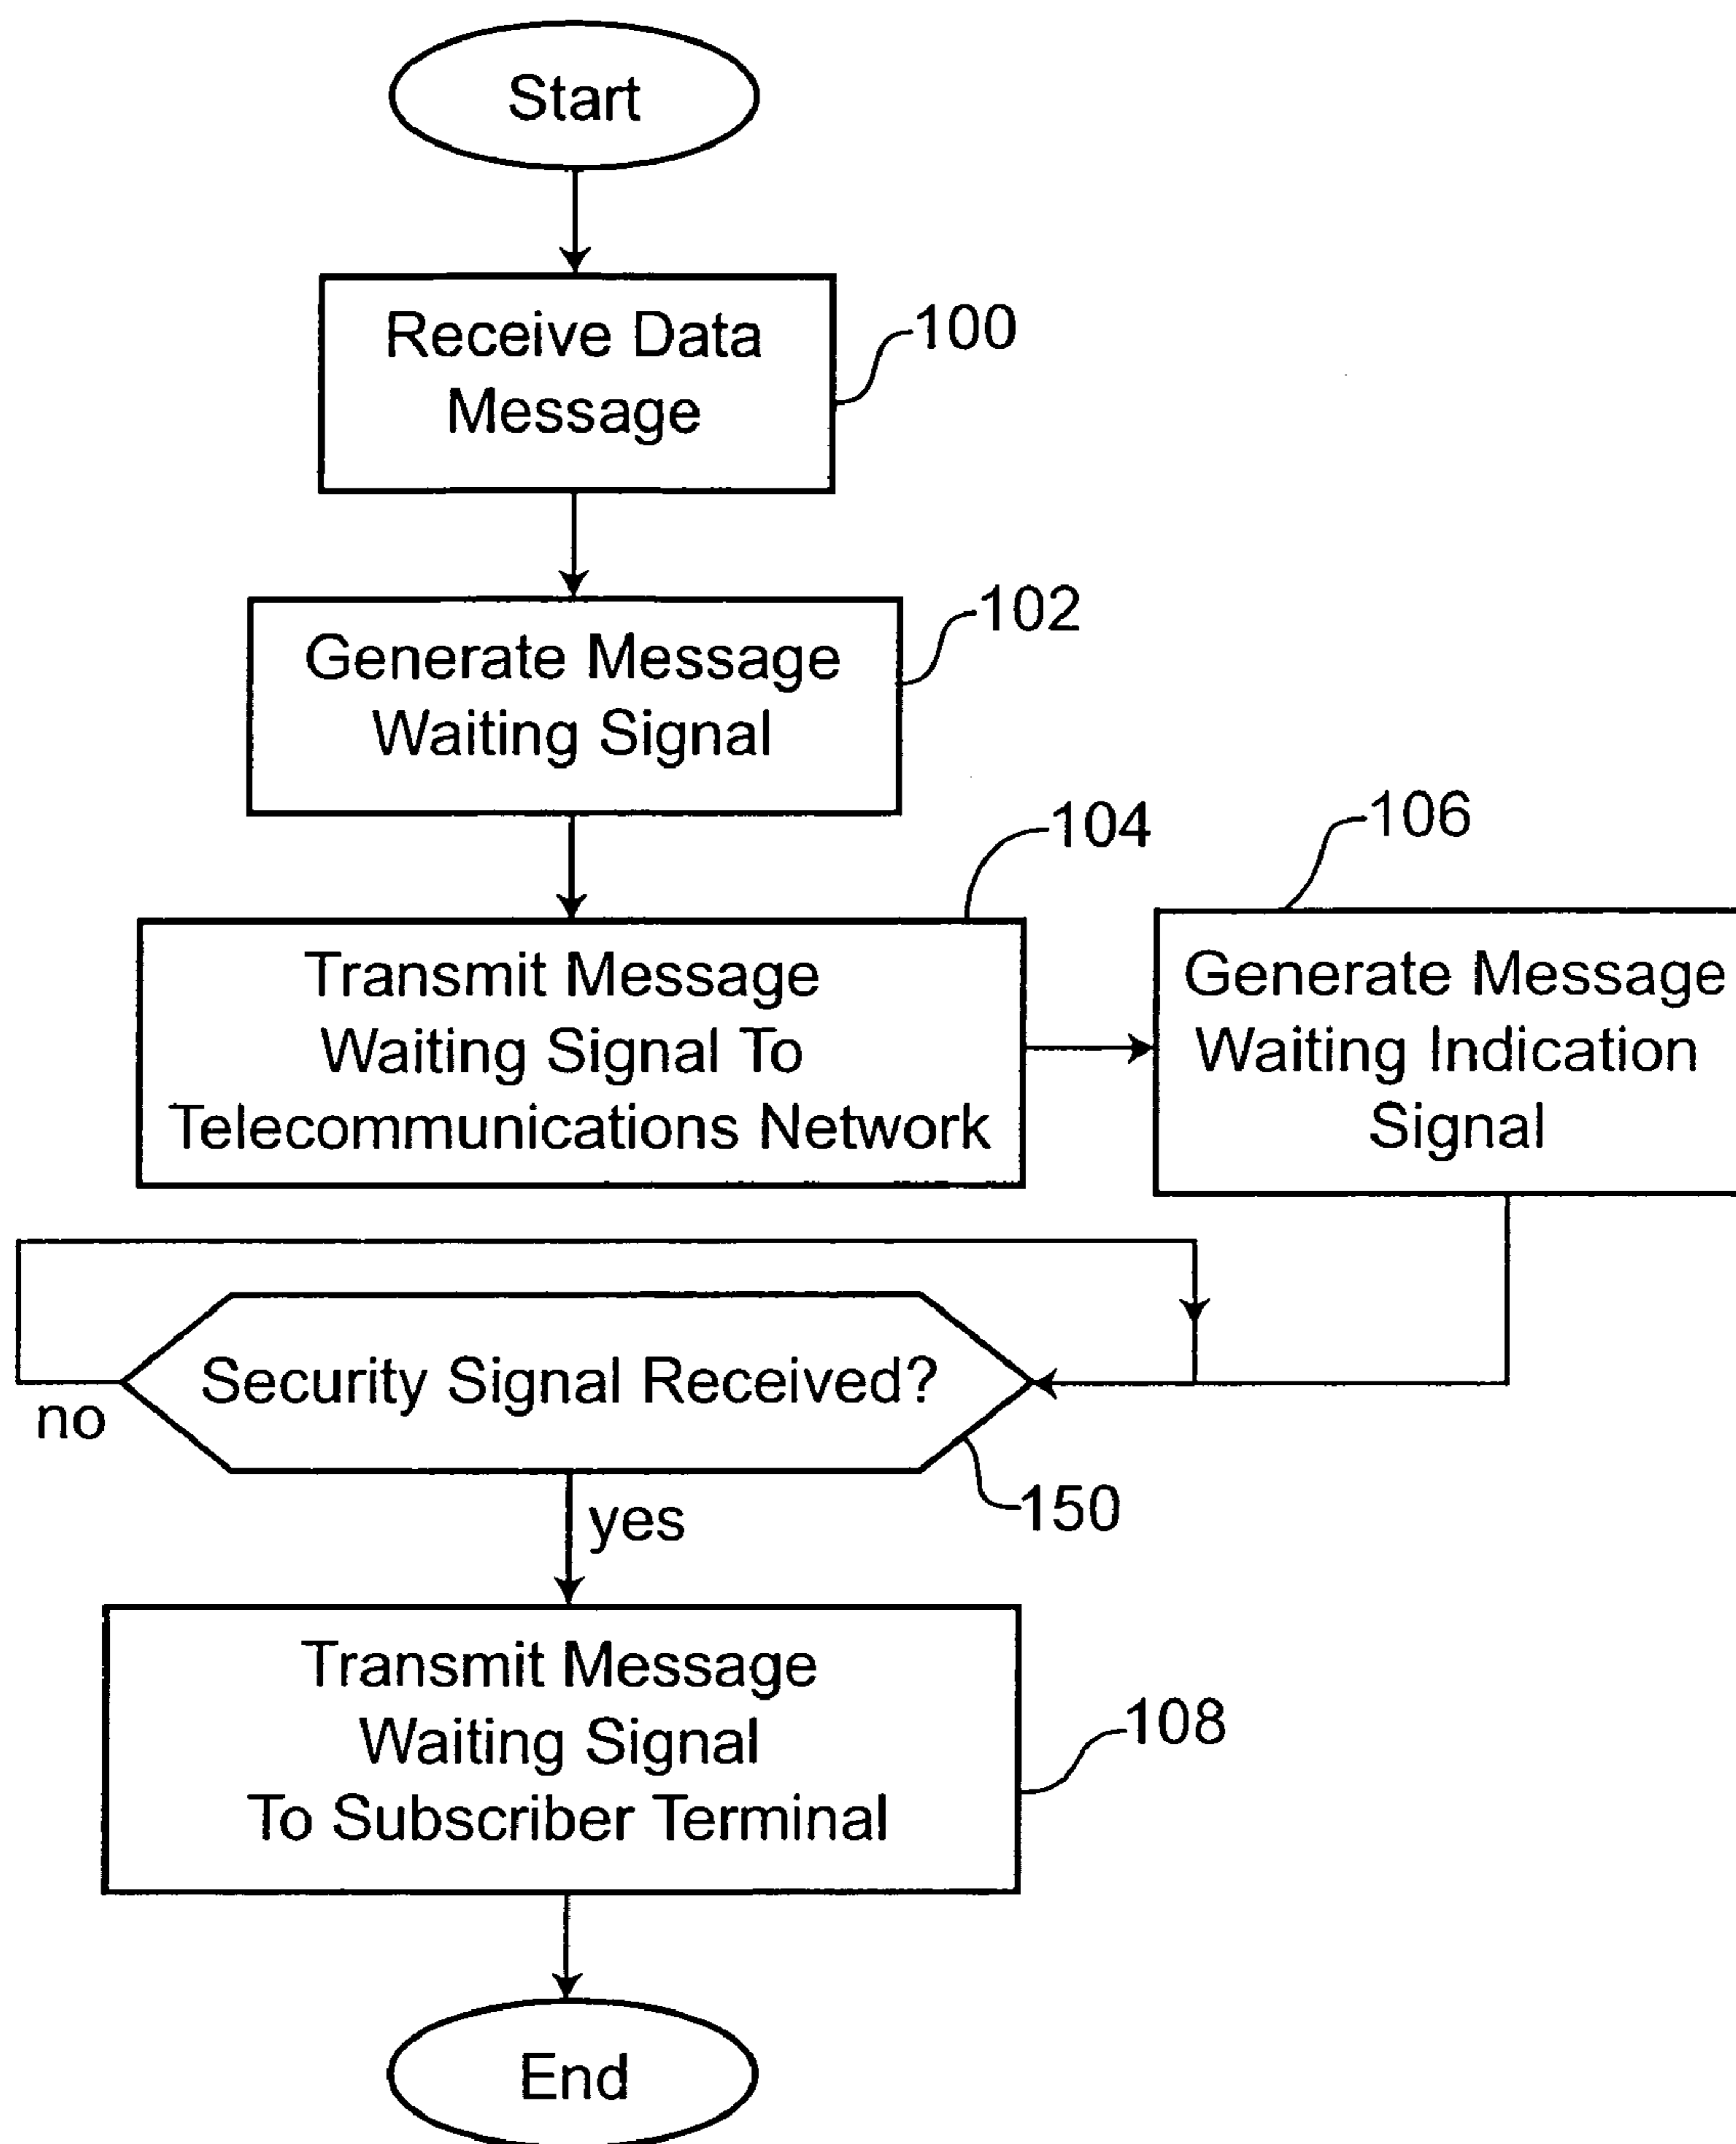 Start
Receive Data
Message
100
Generate Message
Waiting Signal
102
Transmit Message
Waiting Signal To
Telecommunications Network
104
Generate Message
Waiting Indication
Signal
106
Security Signal Received?
150
no
yes
Transmit Message
Waiting Signal
To Subscriber Terminal
108
End